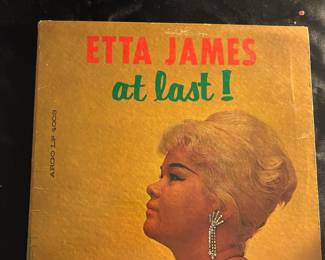 ETTA JAMES
at last!
ARGO LP 4003